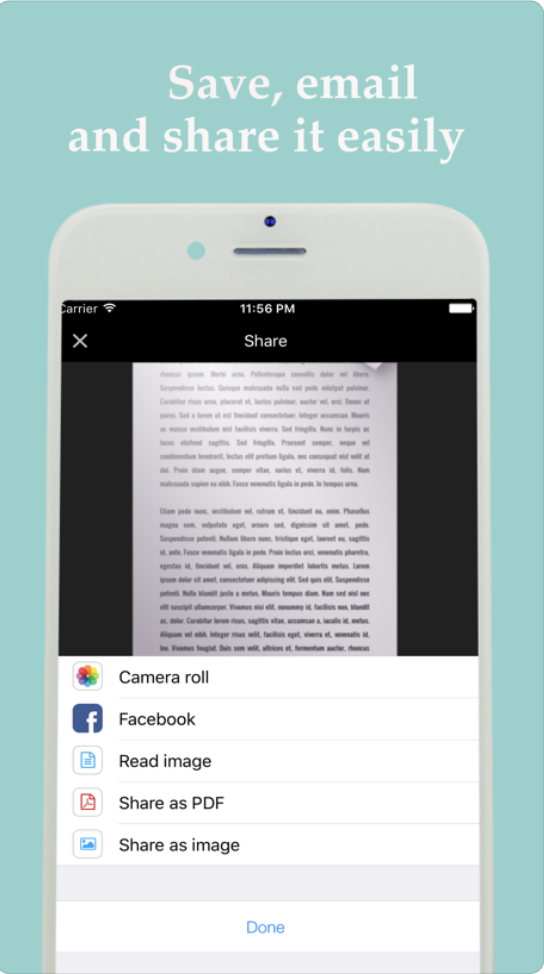 Save, email
and share it easily
Carrier
11:56 PM
Share
rhoncus ipsum. Morbi urna. Pellentesque convallis dolor vel libero.
Suspendisse lectus. Quisque malesuada nulla sed pede volutpat pulvinar.
Curabitur risus urna, placerat et, luctus pulvinar, auctor vel, orci. Donec at
purps. Sed a lorem ut est tincidunt consectetuer. Integer accumsan. Mauris
ac massa vestibulum nisl facilisis viverra. Sed fringilla. Nunc in turpis ac
lacus eleifend sagittis. Sed fringilla. Praesent semper, neque vel
condimentum hendrerit, lectus elit pretium ligula, nec consequat nisl velit at
dui. Proin diam augue, semper vitae, varius et, viverra id, felis. Nam
malesuada sapien eu nibh. Fusce venenatis ligula in pede. In tempus urna.
Etiam pede nunc, vestibulum vel, rutrum et, tincidunt eu, enim. Phasellus
magna sem, vulputate eget, ornare sed, dignissim sit amet, pede.
Suspendisse potenti. Nullam libero nunc, tristique eget, laoreet eu, sagittis
id, ante. Fusce venenatis ligula in pede. Proin lectus orci, venenatis pharetra,
egestas id, tincidunt vel, eros. Aliquam imperdiet lobortis metus. Lorem
ipsum dolor sit amet, consectetuer adipiscing elit. Sed quis elit. Suspendisse
potenti. Nulla blandit justo a metus. Mauris tempus diam. Nam sed nisl nec
elit suscipit ullamcorper. Vivamus nisi elit, nonummy id, facilisis non, blandit
ac, dolor. Curabitur lorem risus, sagittis vitae, accumsan a, iaculis id, metus.
Aliquam vel nibh. Integer risus velit, facilisis eget, viverra et, venenatis id,
leo. Vivamus feugiat. Duis sem velit, ultrices et, fermentum auctor, rhoncus
Camera roll
Facebook
Read image
Share as PDF
Share as image
Done